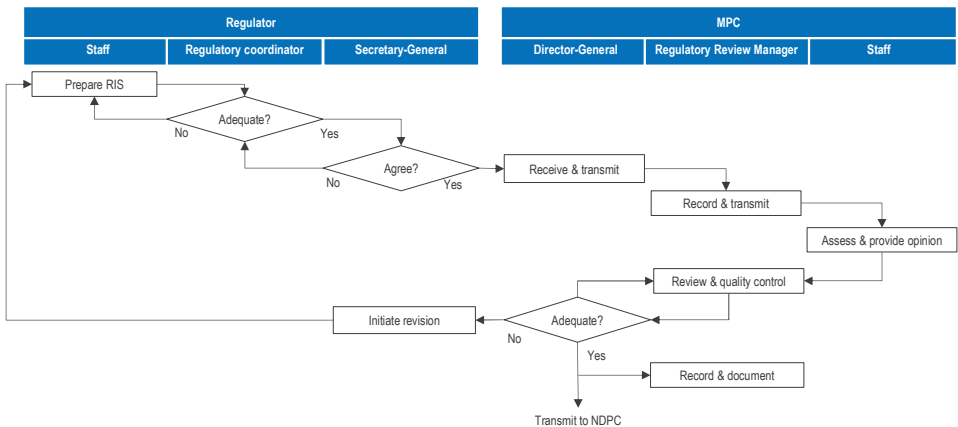 Regulator
MPC
Staff
Regulatory coordinator
Secretary-General
Director-General
Regulatory Review Manager
Staff
Prepare RIS
Adequate?
No
Yes
Agree?
No
Yes
Receive & transmit
Record & transmit
Assess & provide opinion
Review & quality control
Initiate revision
Adequate?
No
Yes
Record & document
Transmit to NDPC